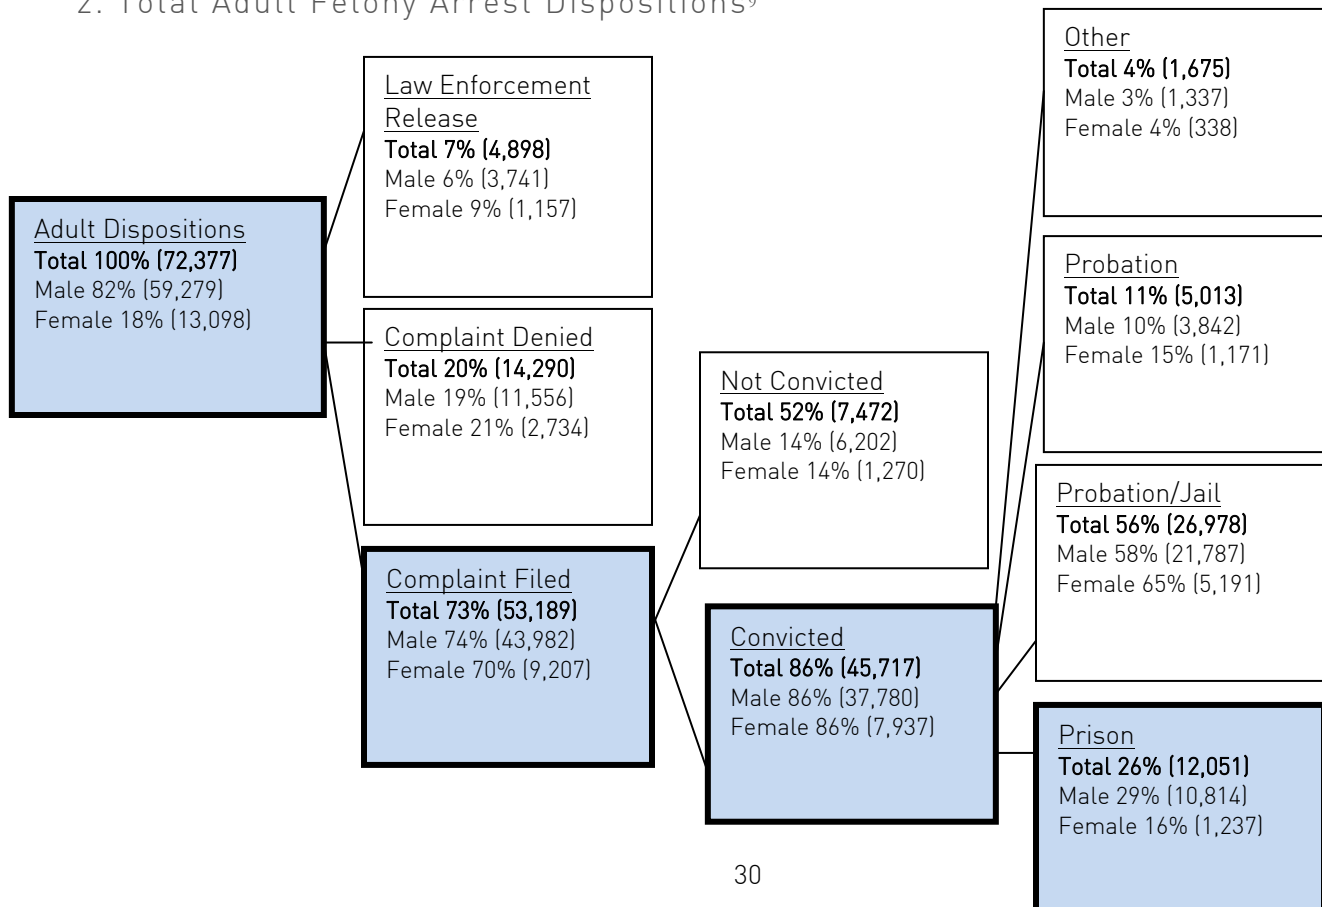 2. Total Adult Felony Arrest Dispositions⁹
Adult Dispositions
Total 100% (72,377)
Male 82% (59,279)
Female 18% (13,098)
Law Enforcement
Release
Total 7% (4,898)
Male 6% (3,741)
Female 9% (1,157)
Complaint Denied
Total 20% (14,290)
Male 19% (11,556)
Female 21% (2,734)
Complaint Filed
Total 73% (53,189)
Male 74% (43,982)
Female 70% (9,207)
Not Convicted
Total 52% (7,472)
Male 14% (6,202)
Female 14% (1,270)
Convicted
Total 86% (45,717)
Male 86% (37,780)
Female 86% (7,937)
Other
Total 4% (1,675)
Male 3% (1,337)
Female 4% (338)
Probation
Total 11% (5,013)
Male 10% (3,842)
Female 15% (1,171)
Probation/Jail
Total 56% (26,978)
Male 58% (21,787)
Female 65% (5,191)
Prison
Total 26% (12,051)
Male 29% (10,814)
Female 16% (1,237)
30